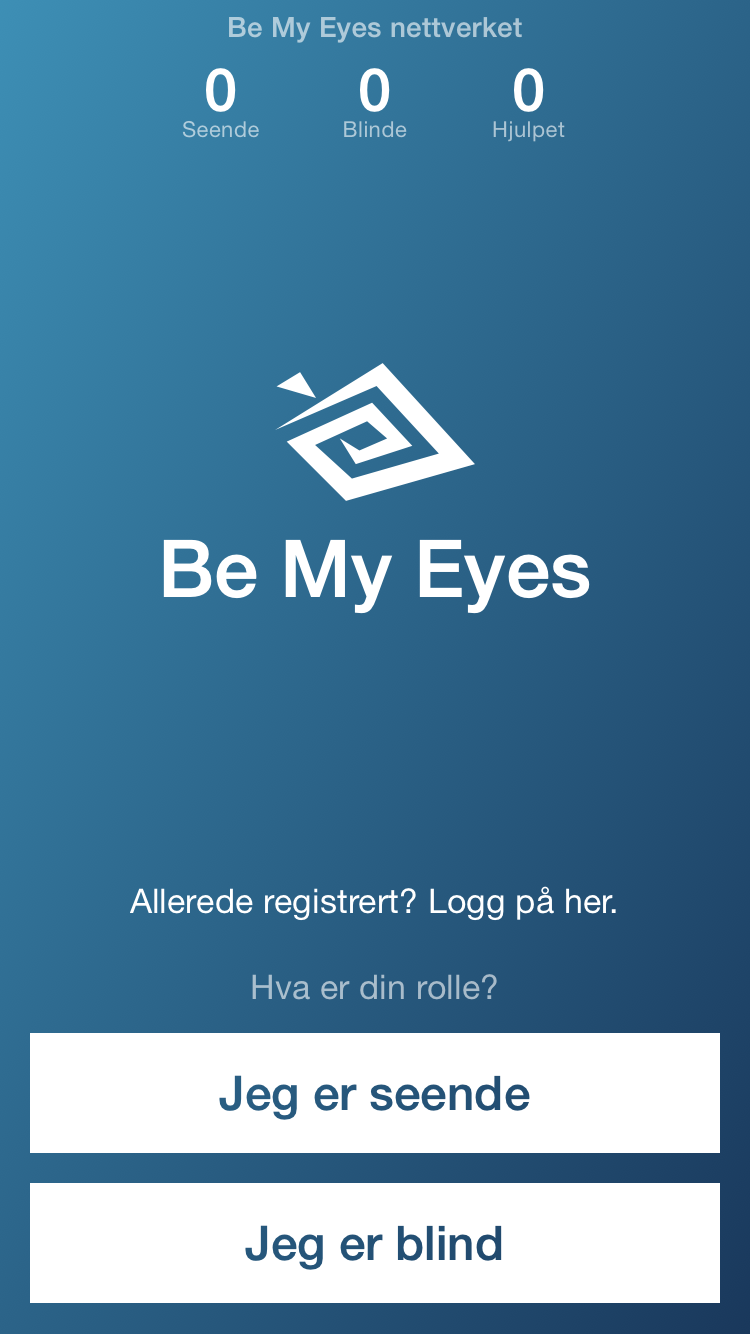 Be My Eyes nettverket
0 0 0
Seende Blinde Hjulpet
Be My Eyes
Allerede registrert? Logg på her.
Hva er din rolle?
Jeg er seende
Jeg er blind